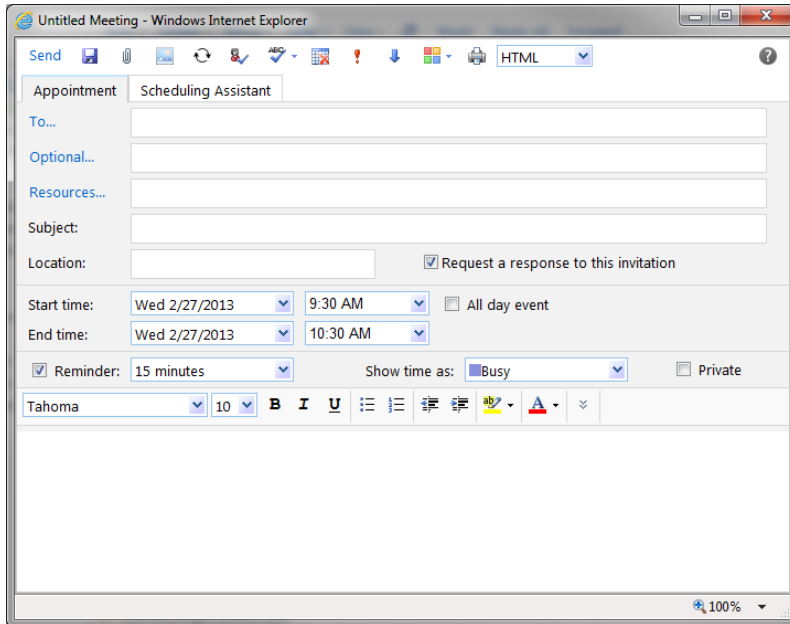 Untitled Meeting - Windows Internet Explorer
Send ABC HTML ?
Appointment Scheduling Assistant
To...
Optional...
Resources...
Subject:
Location: Request a response to this invitation
Start time: Wed 2/27/2013 9:30 AM All day event
End time: Wed 2/27/2013 10:30 AM
Reminder: 15 minutes Show time as: Busy Private
Tahoma 10 B I U ab A
100%